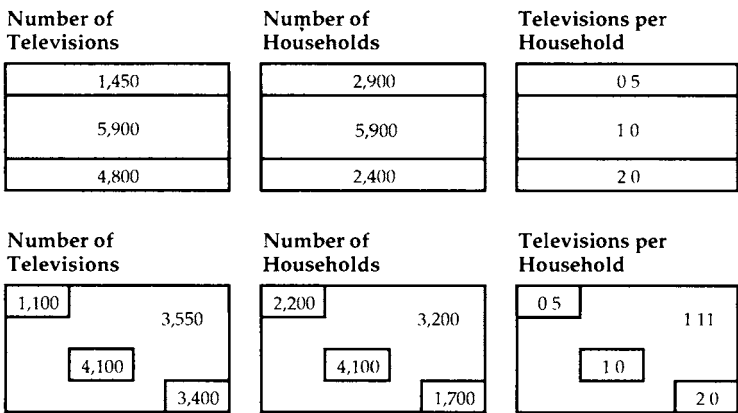 Number of Televisions
Number of Households
Televisions per Household
1,450 2,900 0 5
5,900 5,900 1 0
4,800 2,400 2 0
Number of Televisions
Number of Households
Televisions per Household
1,100 3,550 2,200 3,200 0 5 1 11
4,100 4,100 1 0
3,400 1,700 2 0